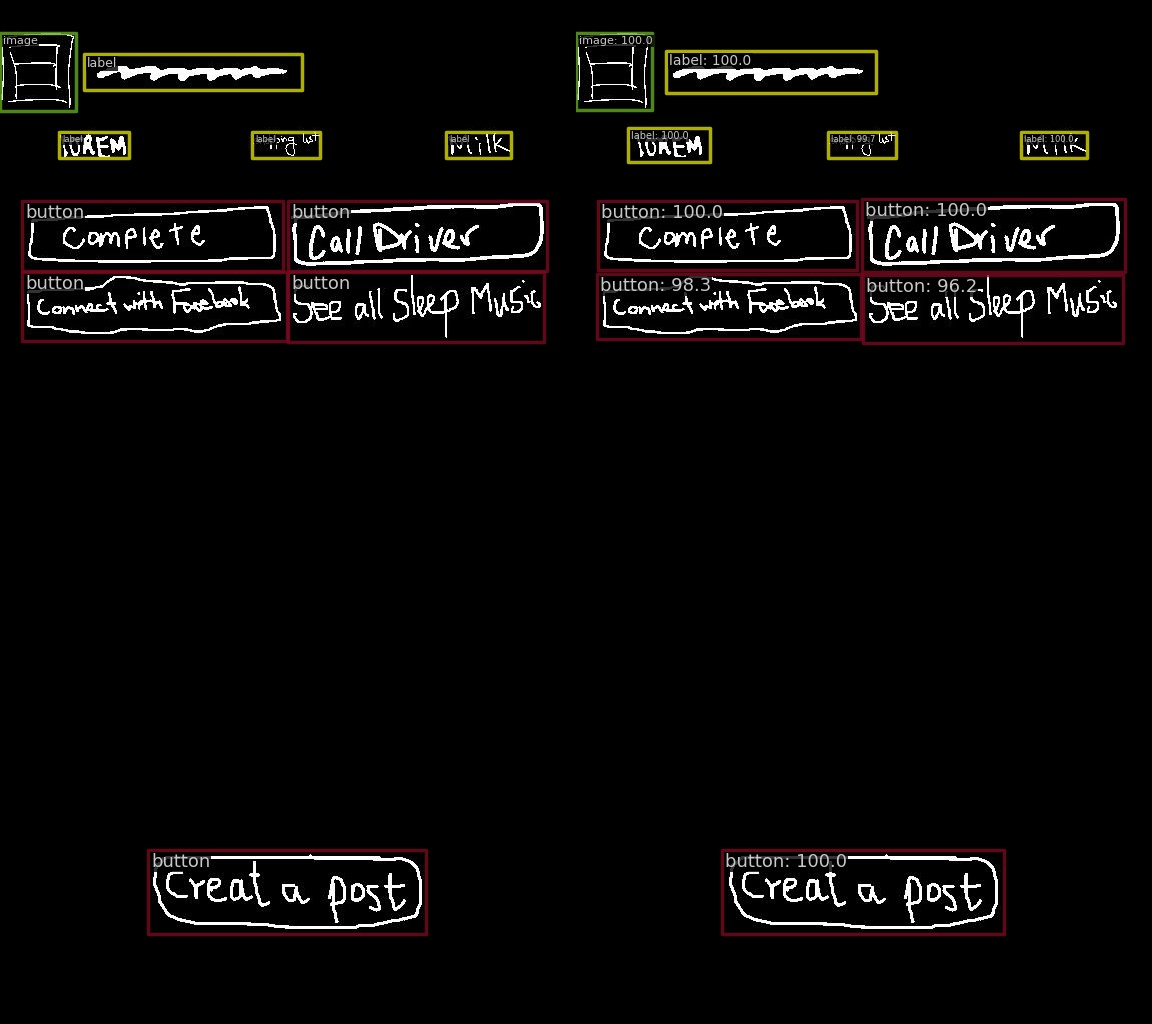 image image: 100.0
label label: 100.0
label label label label: 100.0 label: 99.7 label: 100.0
LOREM list Milk LOREM list Milk
button button button: 100.0 button: 100.0
Complete Call Driver Complete Call Driver
button button button: 98.3 button: 96.2
Connect with Facebook See all Sleep Music Connect with Facebook See all Sleep Music
button button: 100.0
Creat a post Creat a post